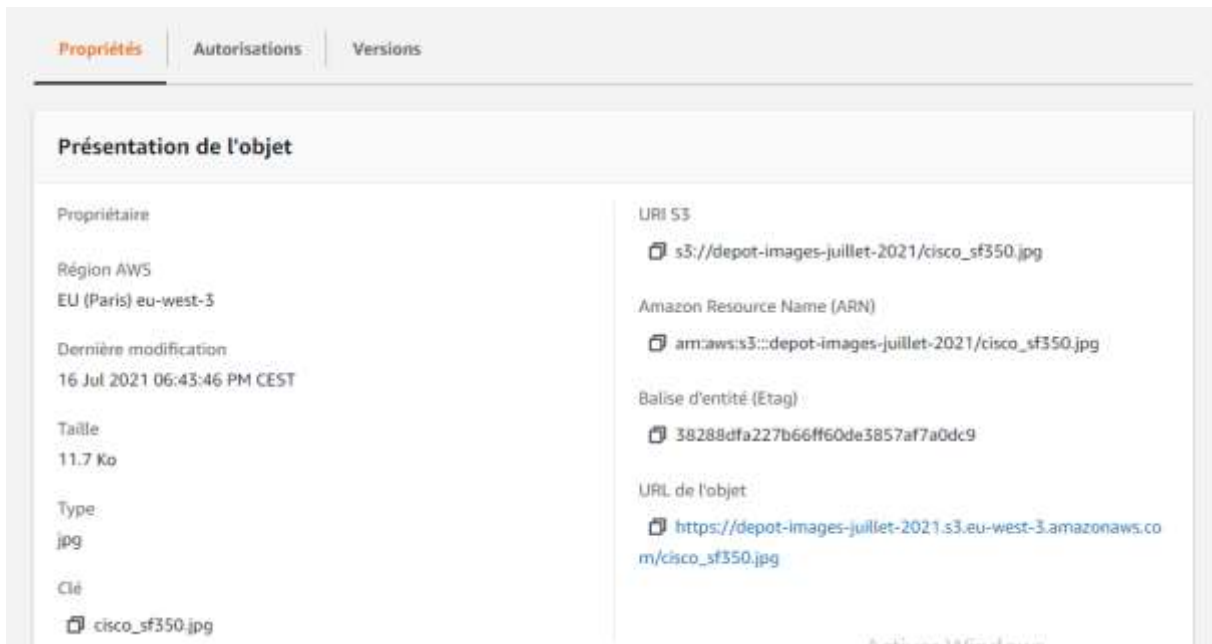 Propriétés
Autorisations
Versions
Présentation de l'objet
Propriétaire
Région AWS
EU (Paris) eu-west-3
Dernière modification
16 Jul 2021 06:43:46 PM CEST
Taille
11.7 Ko
Type
jpg
Clé
cisco_sf350.jpg
URI S3
s3://depot-images-juillet-2021/cisco_sf350.jpg
Amazon Resource Name (ARN)
arn:aws:s3:::depot-images-juillet-2021/cisco_sf350.jpg
Balise d'entité (Etag)
38288dfa227b66ff60de3857af7a0dc9
URL de l'objet
https://depot-images-juillet-2021.s3.eu-west-3.amazonaws.co
m/cisco_sf350.jpg